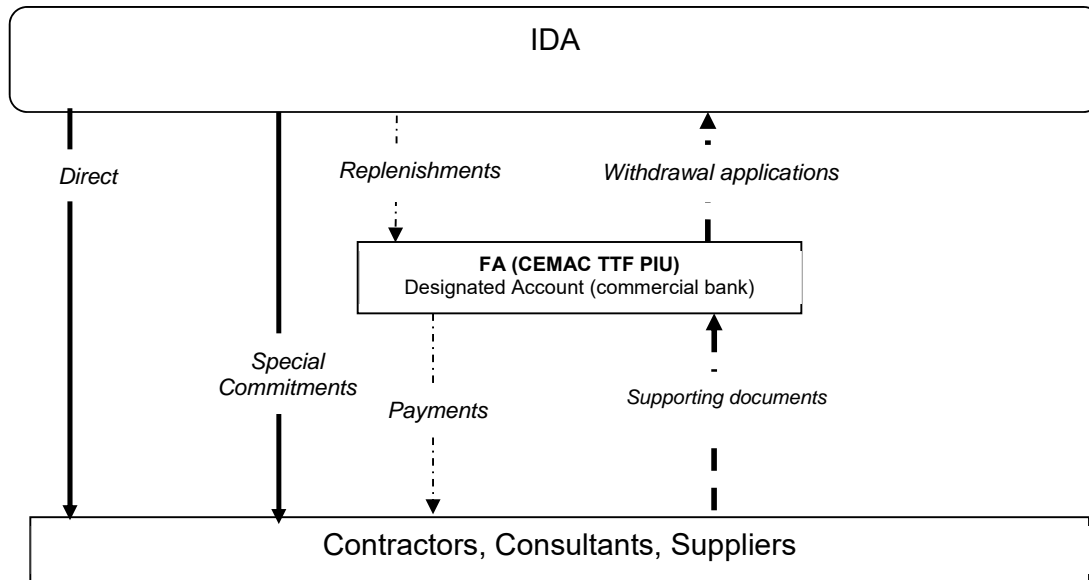 IDA
Direct
Replenishments
Withdrawal applications
FA (CEMAC TTF PIU)
Designated Account (commercial bank)
Special
Commitments
Payments
Supporting documents
Contractors, Consultants, Suppliers